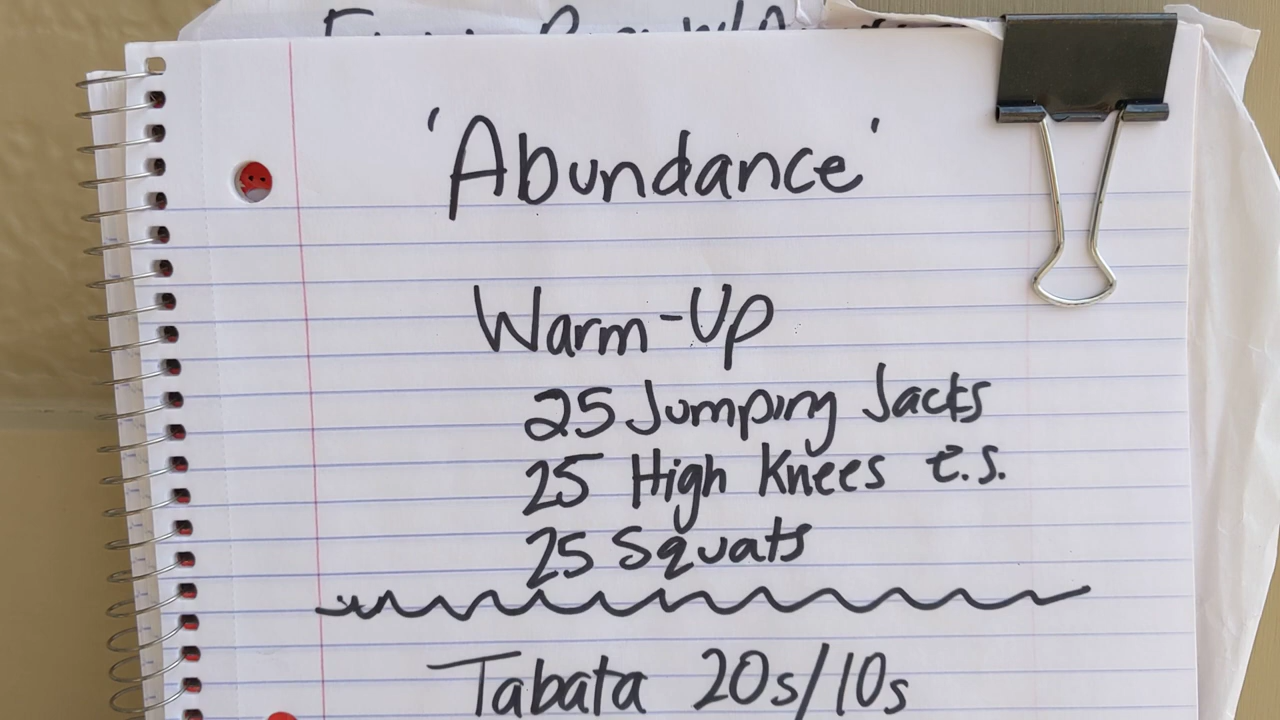 'Abundance'
Warm-Up
25 Jumping Jacks
25 High Knees e.s.
25 Squats
Tabata 20s/10s